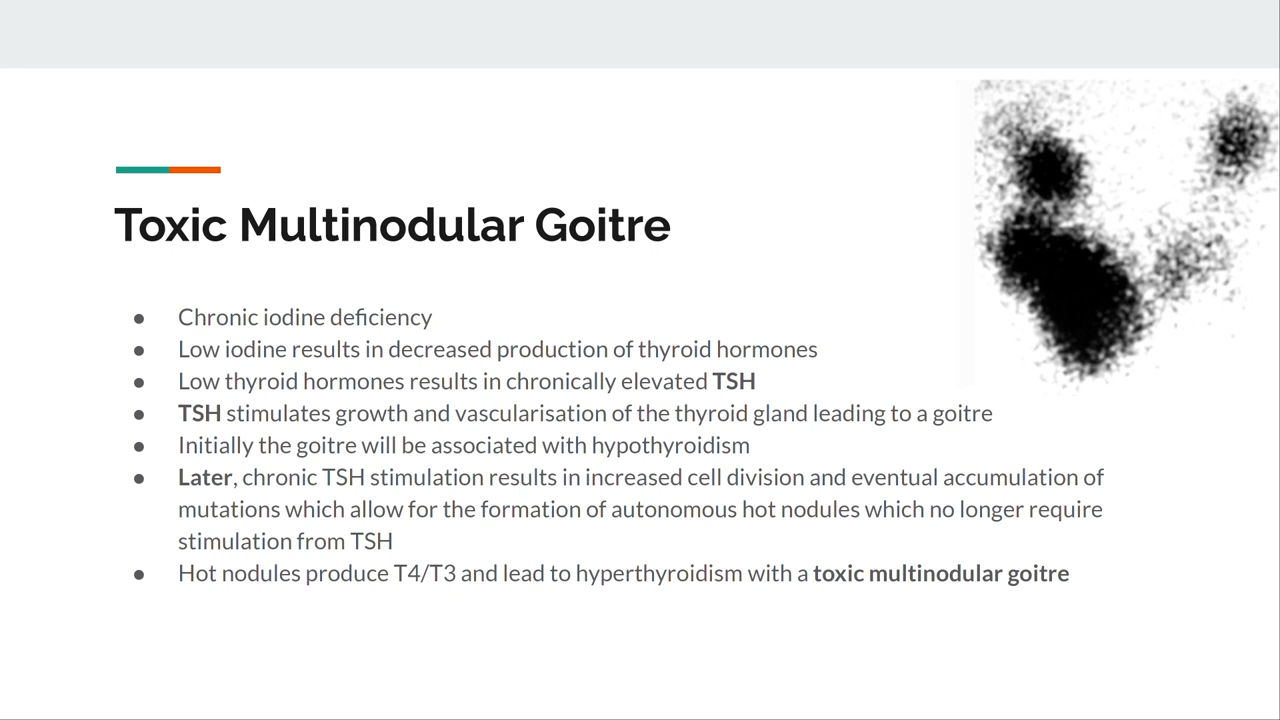 Toxic Multinodular Goitre
● Chronic iodine deficiency
● Low iodine results in decreased production of thyroid hormones
● Low thyroid hormones results in chronically elevated TSH
● TSH stimulates growth and vascularisation of the thyroid gland leading to a goitre
● Initially the goitre will be associated with hypothyroidism
● Later, chronic TSH stimulation results in increased cell division and eventual accumulation of
mutations which allow for the formation of autonomous hot nodules which no longer require
stimulation from TSH
● Hot nodules produce T4/T3 and lead to hyperthyroidism with a toxic multinodular goitre